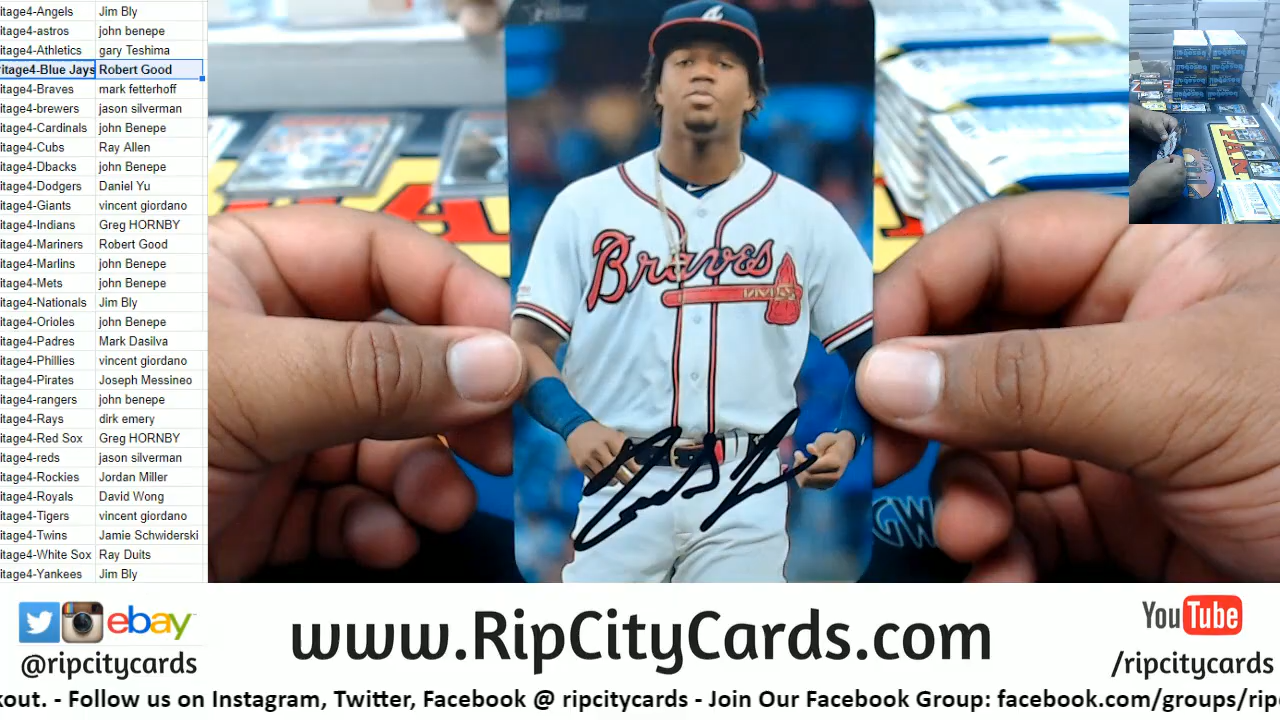 itage4-Angels Jim Bly
itage4-astros john benepe
itage4-Athletics gary Teshima
itage4-Blue Jays Robert Good
itage4-Braves mark fetterhoff
itage4-brewers jason silverman
itage4-Cardinals john Benepe
itage4-Cubs Ray Allen
itage4-Dbacks john Benepe
itage4-Dodgers Daniel Yu
itage4-Giants vincent giordano
itage4-Indians Greg HORNBY
itage4-Mariners Robert Good
itage4-Marlins john Benepe
itage4-Mets john Benepe
itage4-Nationals Jim Bly
itage4-Orioles john Benepe
itage4-Padres Mark Dasilva
itage4-Phillies vincent giordano
itage4-Pirates Joseph Messineo
itage4-rangers john benepe
itage4-Rays dirk emery
itage4-Red Sox Greg HORNBY
itage4-reds jason silverman
itage4-Rockies Jordan Miller
itage4-Royals David Wong
itage4-Tigers vincent giordano
itage4-Twins Jamie Schwiderski
itage4-White Sox Ray Duits
itage4-Yankees Jim Bly
A
Braves
GW
ebay
@ripcitycards
www.RipCityCards.com
YouTube
/ripcitycards
kout. - Follow us on Instagram, Twitter, Facebook @ ripcitycards - Join Our Facebook Group: facebook.com/groups/rip